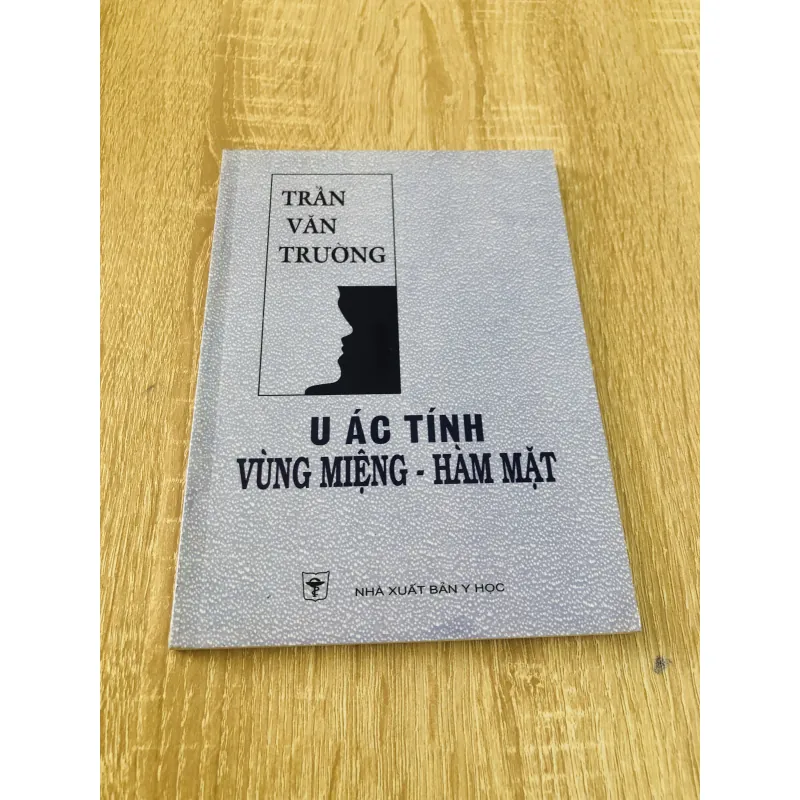 TRẦN
VĂN
TRƯỜNG
U ÁC TÍNH
VÙNG MIỆNG - HÀM MẶT
NHÀ XUẤT BẢN Y HỌC